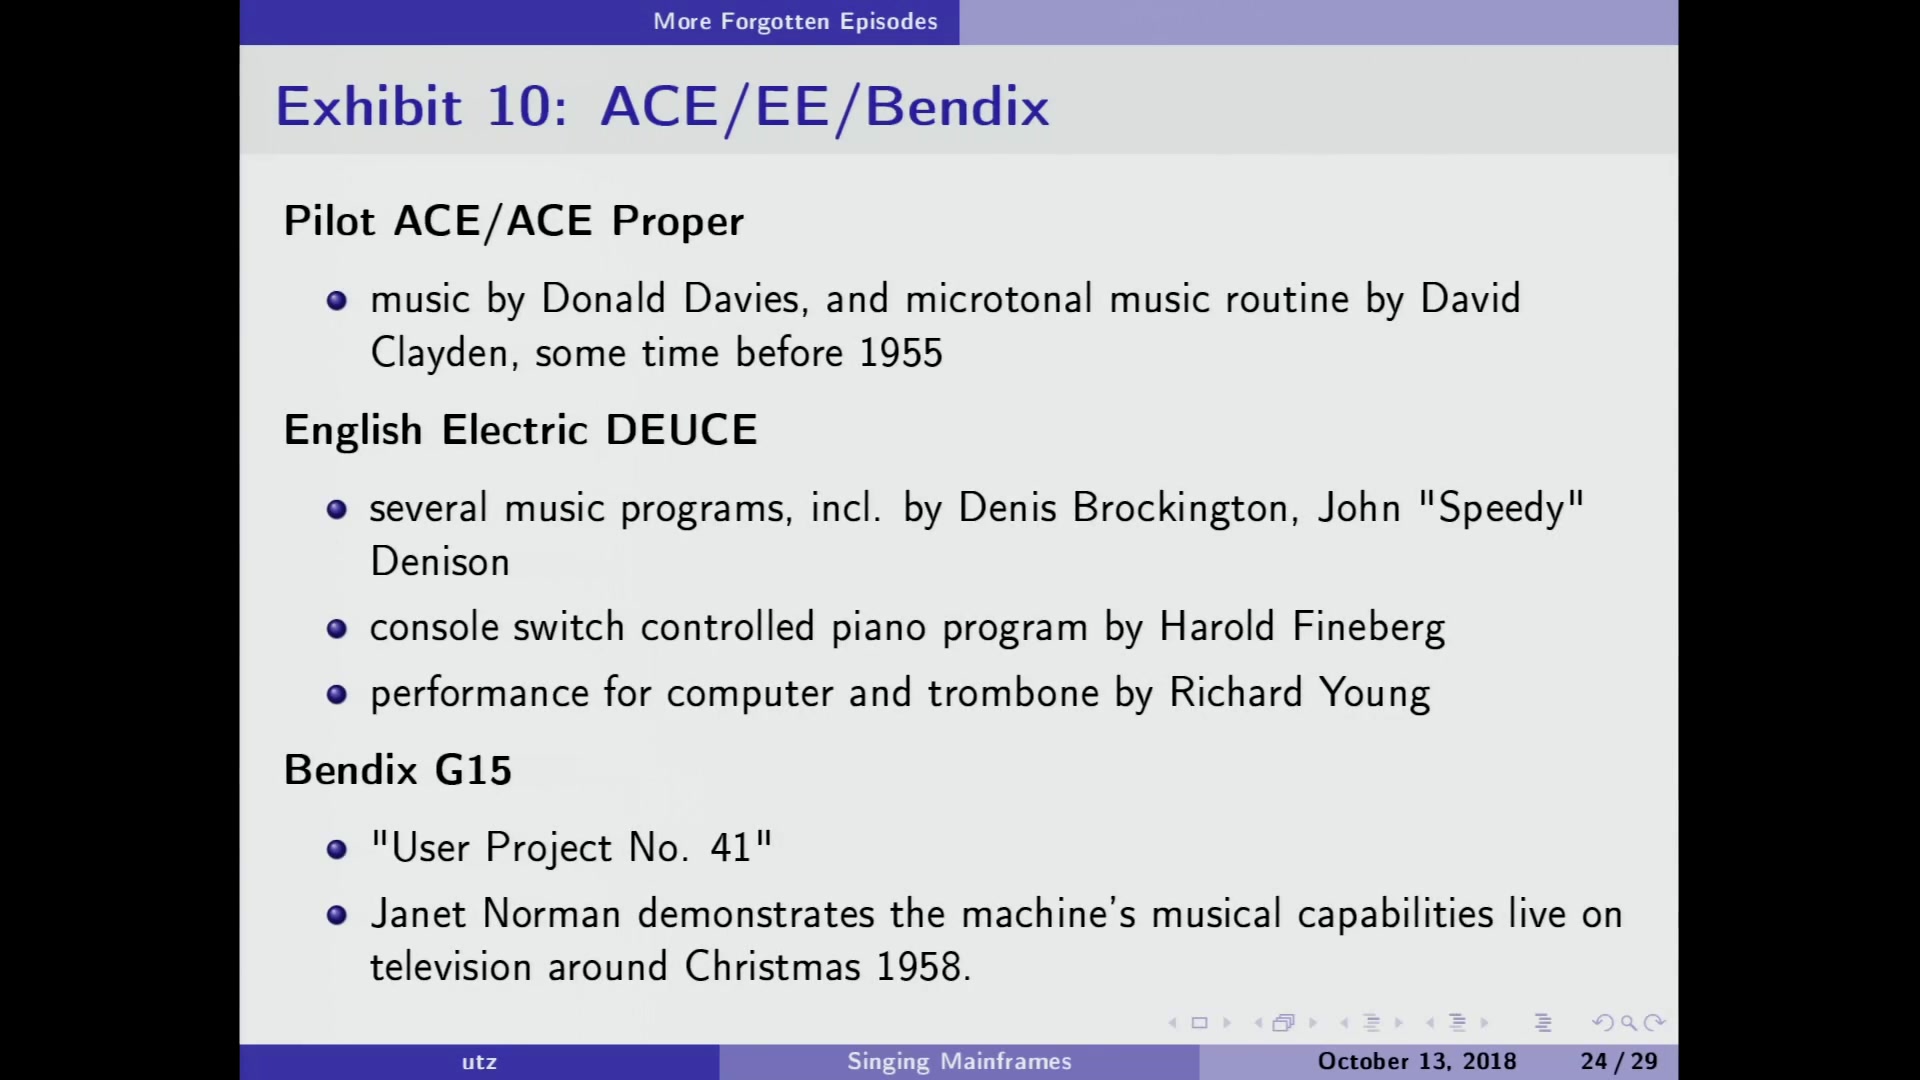 More Forgotten Episodes
Exhibit 10: ACE/EE/Bendix
Pilot ACE/ACE Proper
music by Donald Davies, and microtonal music routine by David
Clayden, some time before 1955
English Electric DEUCE
several music programs, incl. by Denis Brockington, John "Speedy"
Denison
console switch controlled piano program by Harold Fineberg
performance for computer and trombone by Richard Young
Bendix G15
"User Project No. 41"
Janet Norman demonstrates the machine's musical capabilities live on
television around Christmas 1958.
utz Singing Mainframes October 13, 2018 24 / 29